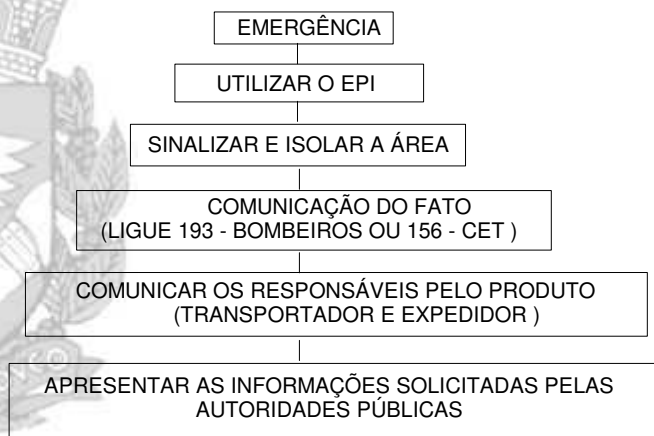 EMERGÊNCIA
UTILIZAR O EPI
SINALIZAR E ISOLAR A ÁREA
COMUNICAÇÃO DO FATO
(LIGUE 193 - BOMBEIROS OU 156 - CET )
COMUNICAR OS RESPONSÁVEIS PELO PRODUTO
(TRANSPORTADOR E EXPEDIDOR )
APRESENTAR AS INFORMAÇÕES SOLICITADAS PELAS
AUTORIDADES PÚBLICAS